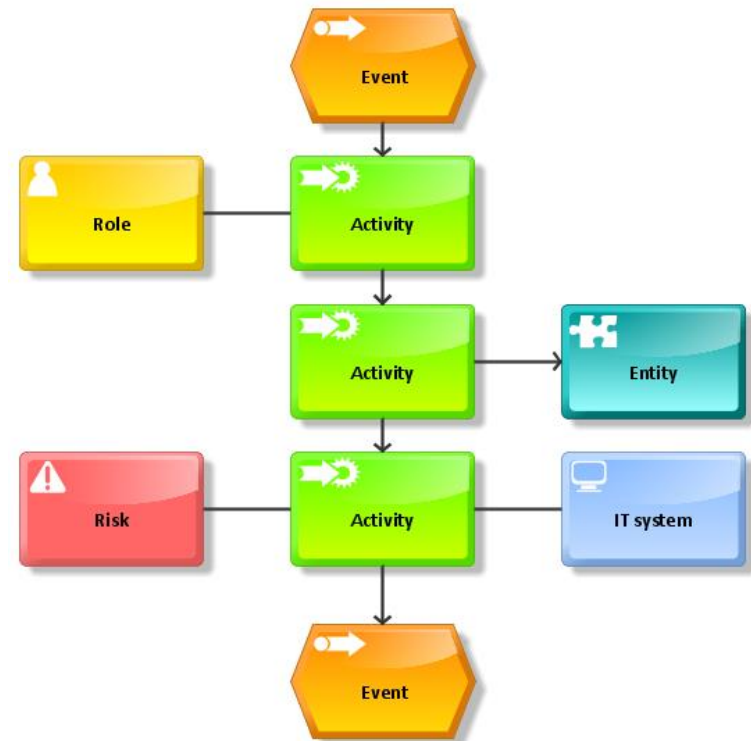 Event
Role
Activity
Activity
Entity
Risk
Activity
IT system
Event